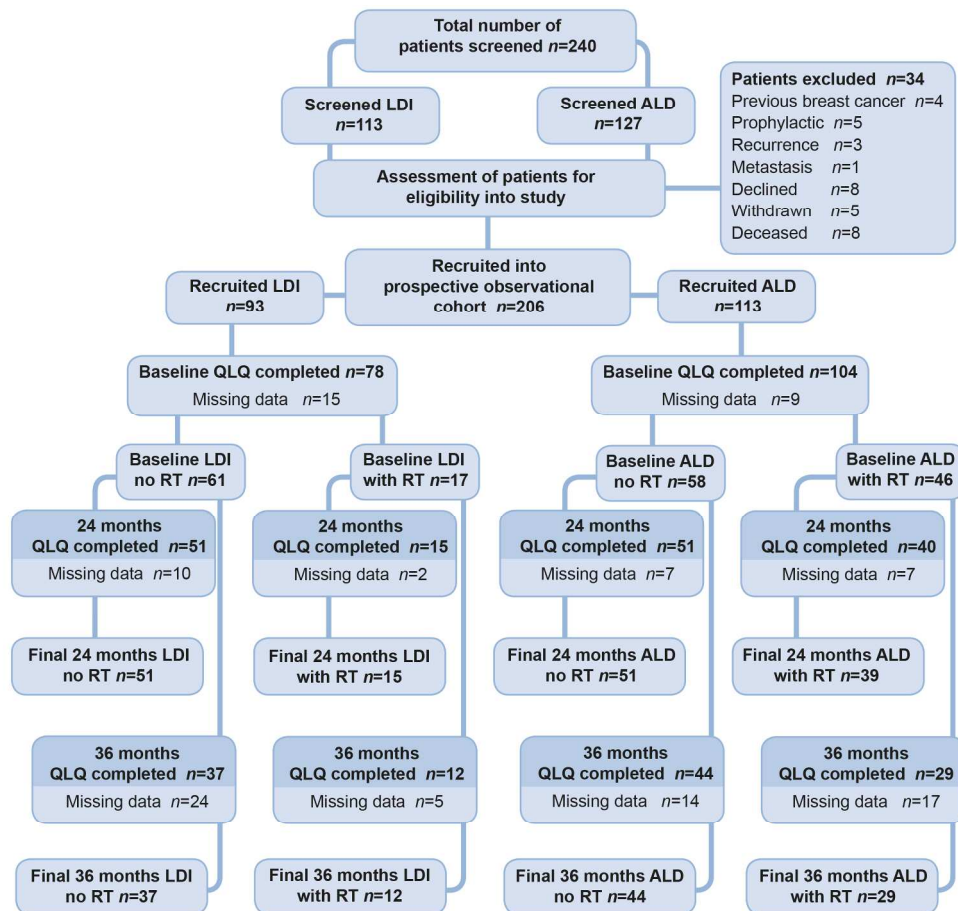 Total number of
patients screened n=240
Screened LDI
n=113
Screened ALD
n=127
Patients excluded n=34
Previous breast cancer n=4
Prophylactic n=5
Recurrence n=3
Metastasis n=1
Declined n=8
Withdrawn n=5
Deceased n=8
Assessment of patients for
eligibility into study
Recruited into
prospective observational
cohort n=206
Recruited LDI
n=93
Recruited ALD
n=113
Baseline QLQ completed n=78
Missing data n=15
Baseline QLQ completed n=104
Missing data n=9
Baseline LDI
no RT n=61
Baseline LDI
with RT n=17
Baseline ALD
no RT n=58
Baseline ALD
with RT n=46
24 months
QLQ completed n=51
Missing data n=10
24 months
QLQ completed n=15
Missing data n=2
24 months
QLQ completed n=51
Missing data n=7
24 months
QLQ completed n=40
Missing data n=7
Final 24 months LDI
no RT n=51
Final 24 months LDI
with RT n=15
Final 24 months ALD
no RT n=51
Final 24 months ALD
with RT n=39
36 months
QLQ completed n=37
Missing data n=24
36 months
QLQ completed n=12
Missing data n=5
36 months
QLQ completed n=44
Missing data n=14
36 months
QLQ completed n=29
Missing data n=17
Final 36 months LDI
no RT n=37
Final 36 months LDI
with RT n=12
Final 36 months ALD
no RT n=44
Final 36 months ALD
with RT n=29